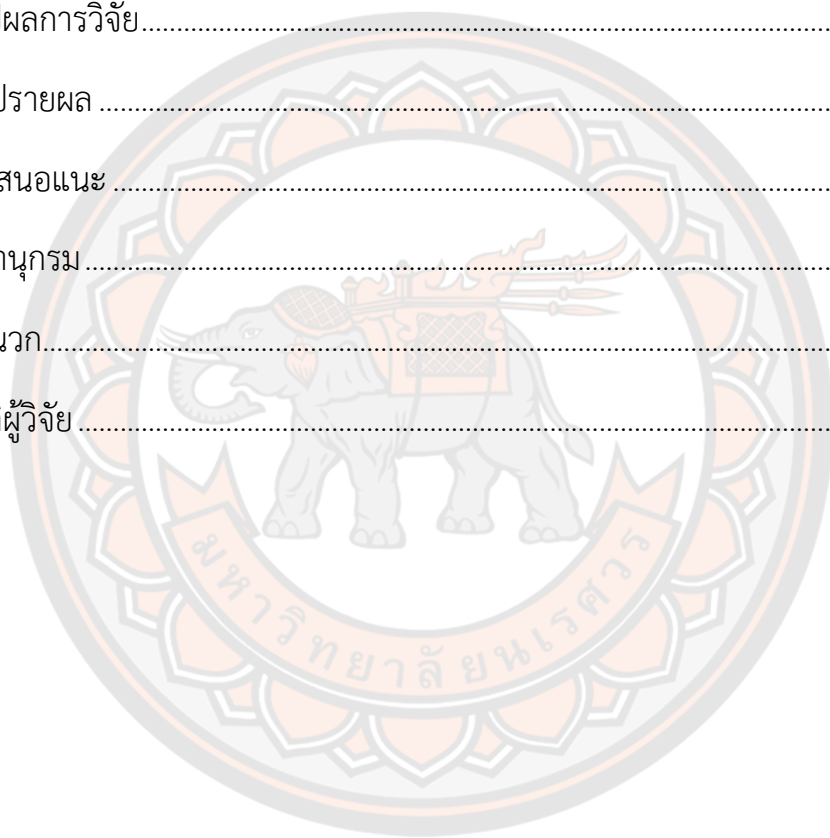 ผลการวิจัย
ปรายผล
สนอแนะ
านุกรม
นวก
ผู้วิจัย
มหาวิทยาลัยนเรศวร